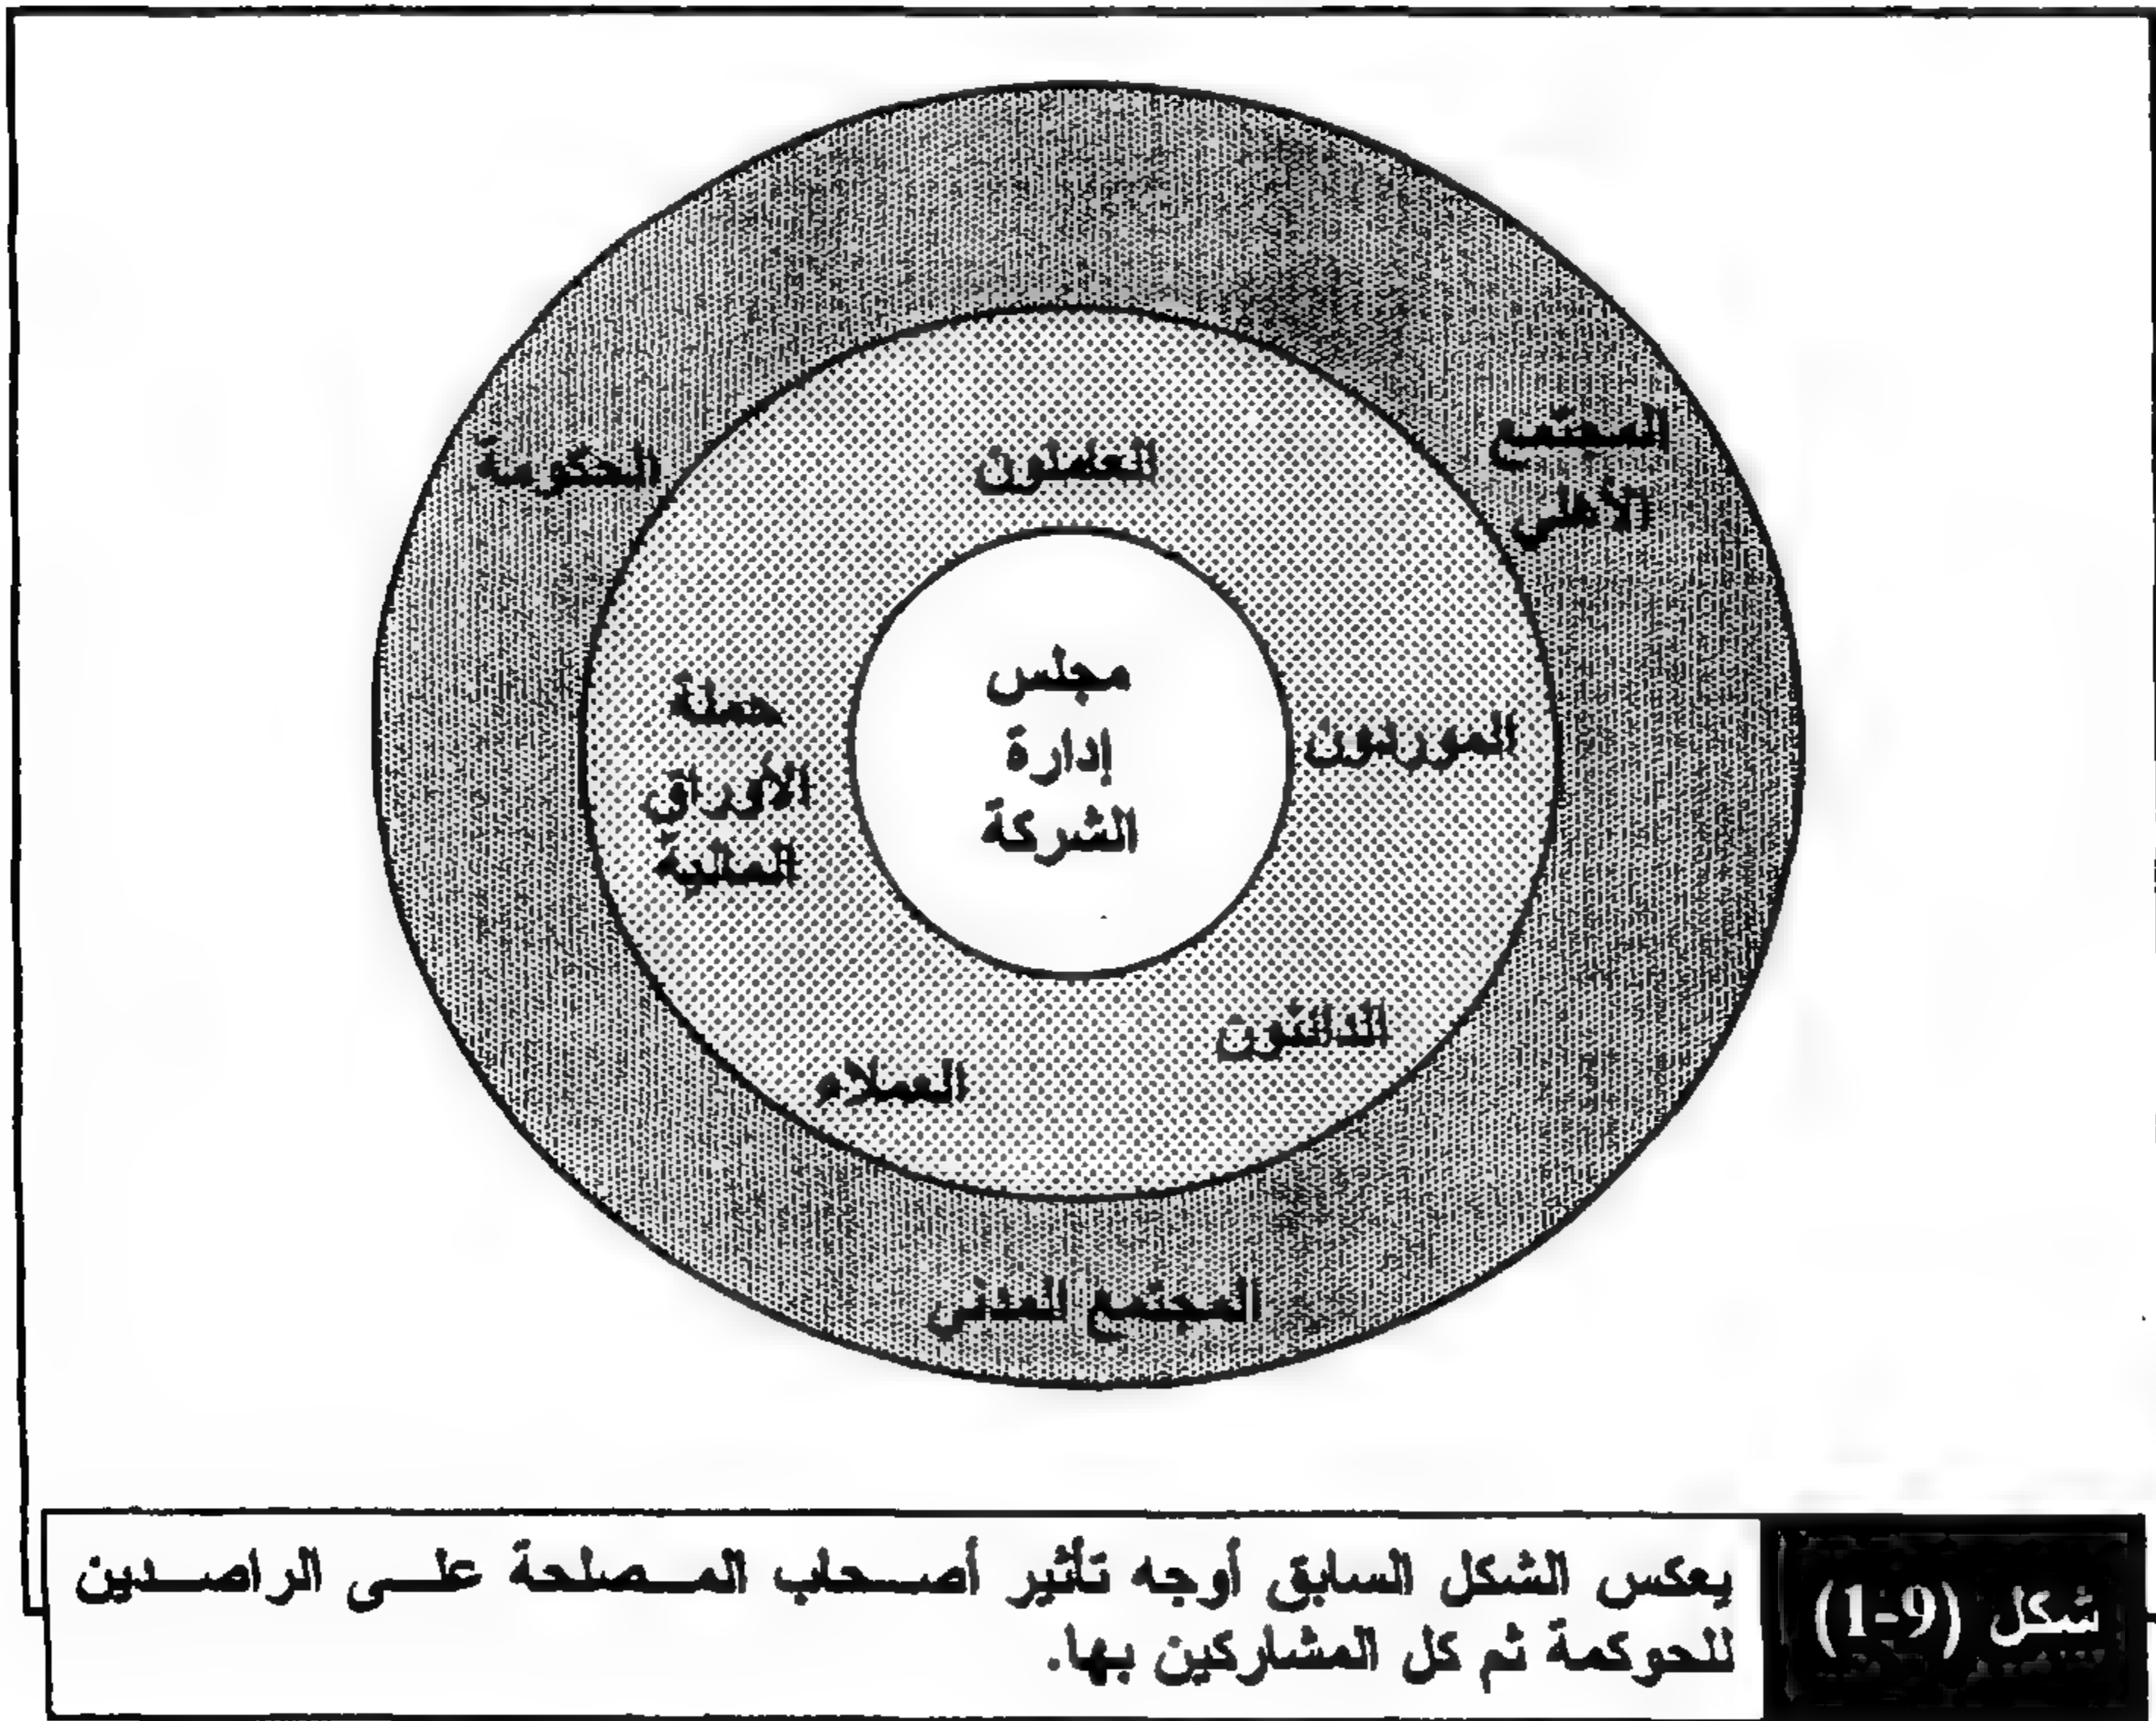 المجتمع
الأهلي
الحكومة
العاملون
مجلس
إدارة
الشركة
الموردون
حملة
الأوراق
المالية
الدائنون
العملاء
المجتمع المدني
شكل (9-1)
يعكس الشكل السابق أوجه تأثير أصحاب المصلحة على الراصدين
للحوكمة ثم كل المشاركين بها.